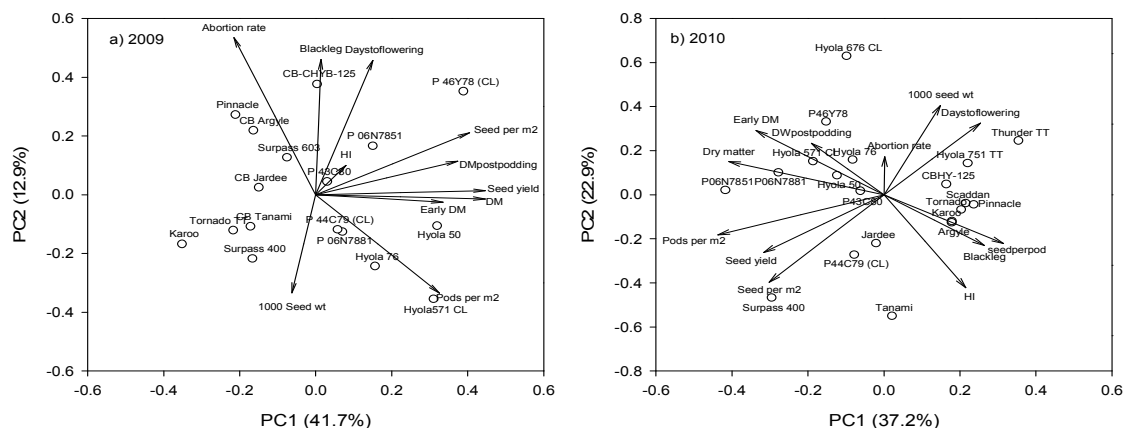 a) 2009
0.6
0.4
0.2
0.0
-0.2
-0.4
-0.6
PC2 (12.9%)
Abortion rate
Blackleg
Daystoflowering
CB-CHYB-125
P 46Y78 (CL)
Pinnacle
CB Argyle
Seed per m2
Surpass 603
P 06N7851
HI
DMpostpodding
P 43C80
CB Jardee
Seed yield
DM
Early DM
CB Tanami
Tornado TT
P 44C79 (CL)
Hyola 50
Karoo
Surpass 400
P 06N7881
Hyola 76
1000 Seed wt
Pods per m2
Hyola571 CL
-0.6 -0.4 -0.2 0.0 0.2 0.4 0.6
PC1 (41.7%)
b) 2010
0.8
0.6
0.4
0.2
0.0
-0.2
-0.4
-0.6
-0.8
PC2 (22.9%)
Hyola 676 CL
1000 seed wt
P46Y78
Early DM
Daystoflowering
DWpostpodding
Thunder TT
Abortion rate
Dry matter
Hyola 571 CL
Hyola 76
Hyola 751 TT
P06N7851
P06N7881
Hyola 50
CBHY-125
P43C80
Scaddan
Tornado
Pinnacle
Karoo
Argyle
Pods per m2
Jardee
seedperpod
Seed yield
P44C79 (CL)
Blackleg
Seed per m2
HI
Surpass 400
Tanami
-0.6 -0.4 -0.2 0.0 0.2 0.4 0.6
PC1 (37.2%)